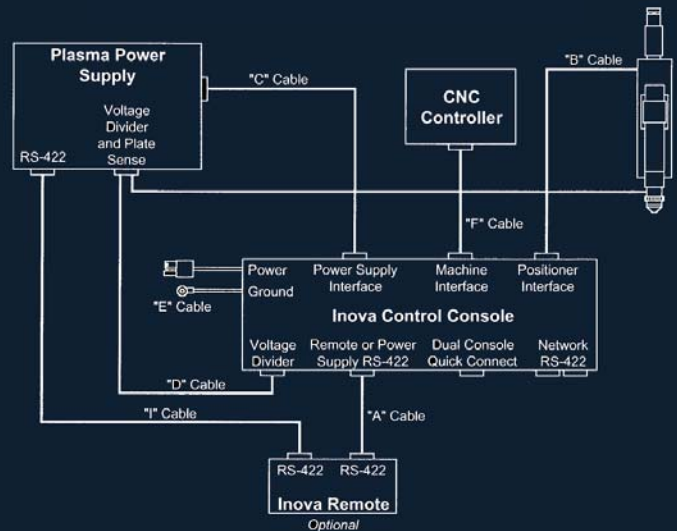 Plasma Power
Supply
Voltage
Divider
and Plate
Sense
RS-422
"C" Cable
CNC
Controller
"B" Cable
"F" Cable
Power
Ground
"E" Cable
Power Supply
Interface
Machine
Interface
Positioner
Interface
Inova Control Console
Voltage
Divider
Remote or Power
Supply RS-422
Dual Console
Quick Connect
Network
RS-422
"D" Cable
"I" Cable
"A" Cable
RS-422
RS-422
Inova Remote
Optional